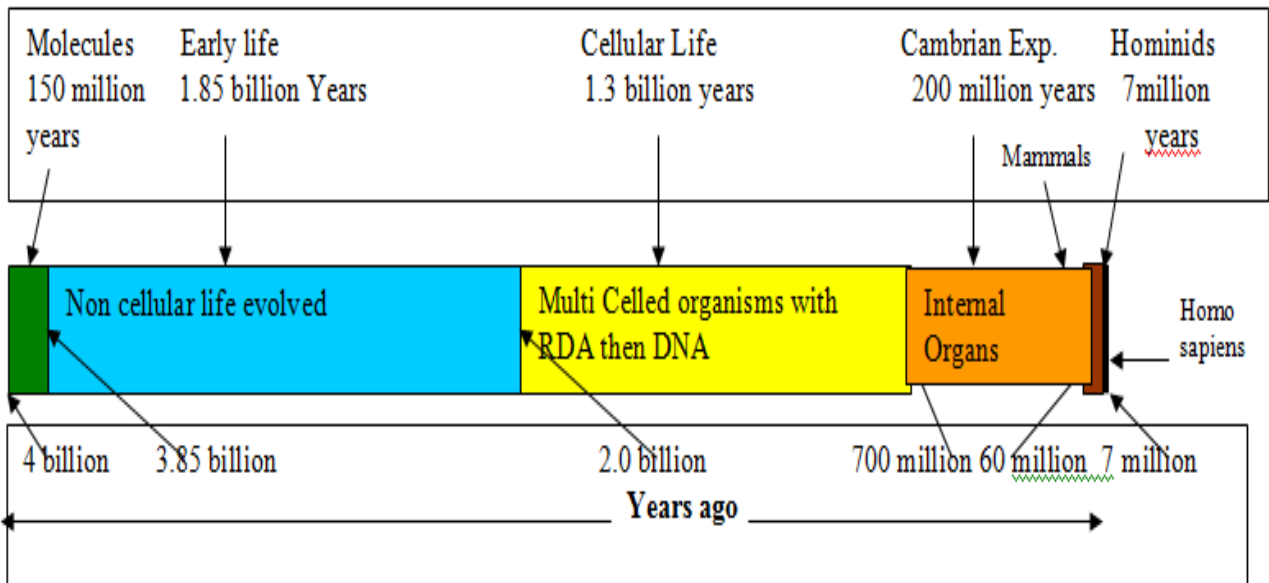 Molecules
150 million
years
Early life
1.85 billion Years
Cellular Life
1.3 billion years
Cambrian Exp.
200 million years
Hominids
7million
years
Mammals
Non cellular life evolved
Multi Celled organisms with
RDA then DNA
Internal
Organs
Homo
sapiens
4 billion
3.85 billion
2.0 billion
700 million
60 million
7 million
Years ago